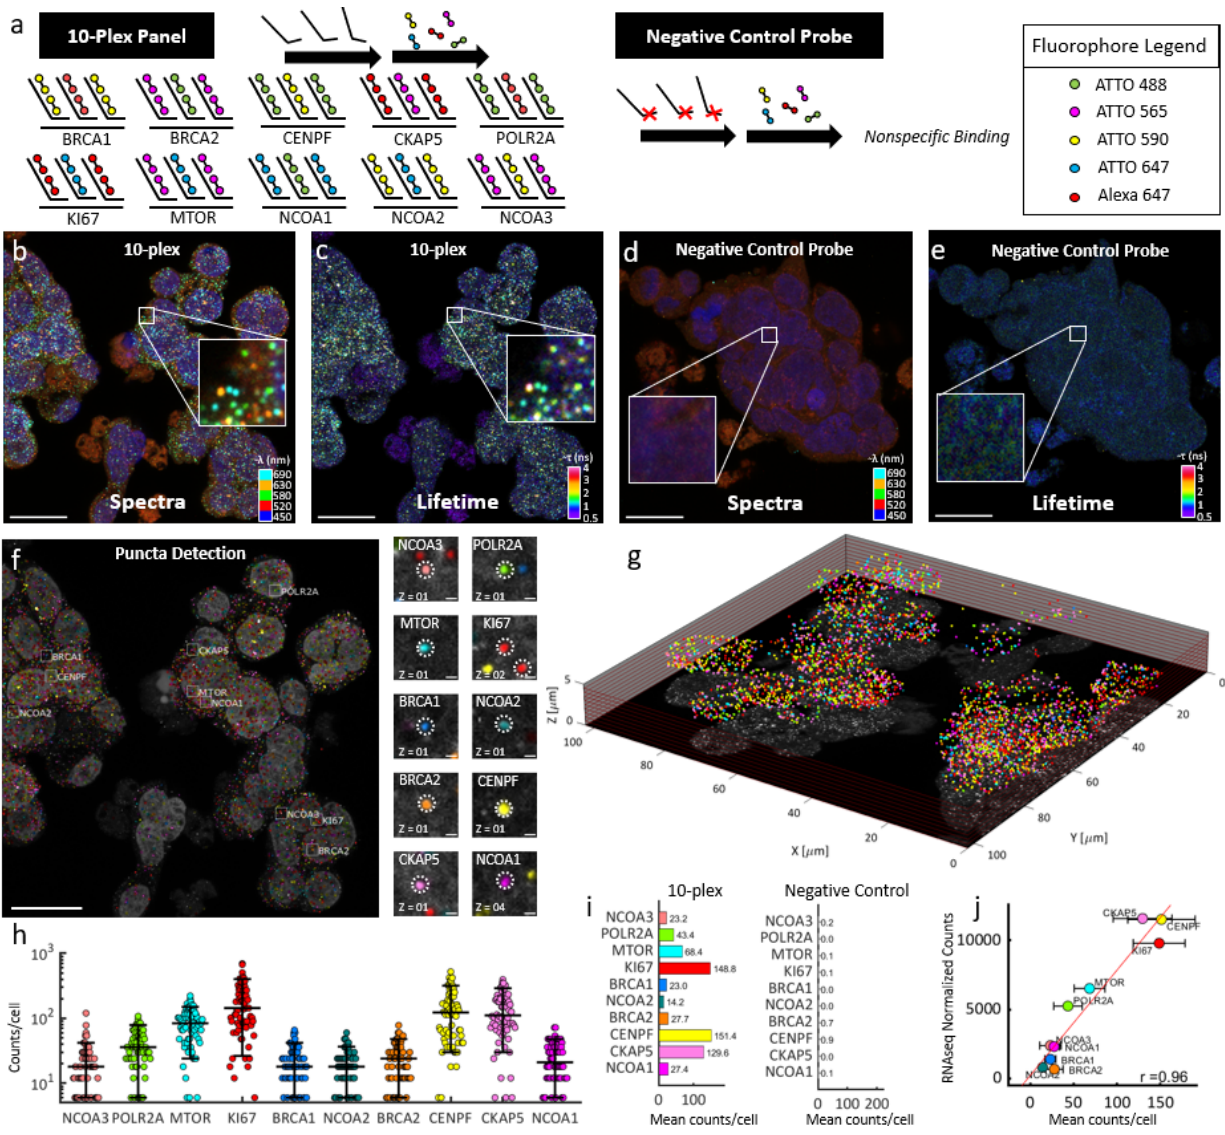 a
10-Plex Panel
Negative Control Probe
Fluorophore Legend
ATTO 488
ATTO 565
ATTO 590
ATTO 647
Alexa 647
Nonspecific Binding
BRCA1 BRCA2 CENPF CKAP5 POLR2A
KI67 MTOR NCOA1 NCOA2 NCOA3
b 10-plex
~λ (nm)
690
630
580
520
450
Spectra
c 10-plex
~τ (ns)
4
3
2
1
0.5
Lifetime
d Negative Control Probe
~λ (nm)
690
630
580
520
450
Spectra
e Negative Control Probe
~τ (ns)
4
3
2
1
0.5
Lifetime
f Puncta Detection
POLR2A
BRCA1
CKAP5
CENPF
MTOR
NCOA1
NCOA2
NCOA3
KI67
BRCA2
NCOA3 POLR2A
Z = 01 Z = 01
MTOR KI67
Z = 01 Z = 02
BRCA1 NCOA2
Z = 01 Z = 01
BRCA2 CENPF
Z = 01 Z = 01
CKAP5 NCOA1
Z = 01 Z = 04
g
Z [μm]
5
0
100
80
60
40
20
0
X [μm]
0
20
40
60
80
100
Y [μm]
h
Counts/cell
10³
10²
10¹
NCOA3 POLR2A MTOR KI67 BRCA1 NCOA2 BRCA2 CENPF CKAP5 NCOA1
i 10-plex
NCOA3 23.2
POLR2A 43.4
MTOR 68.4
KI67 148.8
BRCA1 23.0
NCOA2 14.2
BRCA2 27.7
CENPF 151.4
CKAP5 129.6
NCOA1 27.4
0 100
Mean counts/cell
Negative Control
NCOA3 0.2
POLR2A 0.0
MTOR 0.1
KI67 0.1
BRCA1 0.0
NCOA2 0.0
BRCA2 0.7
CENPF 0.9
CKAP5 0.0
NCOA1 0.1
0 100 200
Mean counts/cell
j
RNAseq Normalized Counts
10000
5000
0
CKAP5
CENPF
KI67
MTOR
POLR2A
NCOA3
NCOA1
BRCA1
NCOA2
BRCA2
r =0.96
0 50 100 150
Mean counts/cell